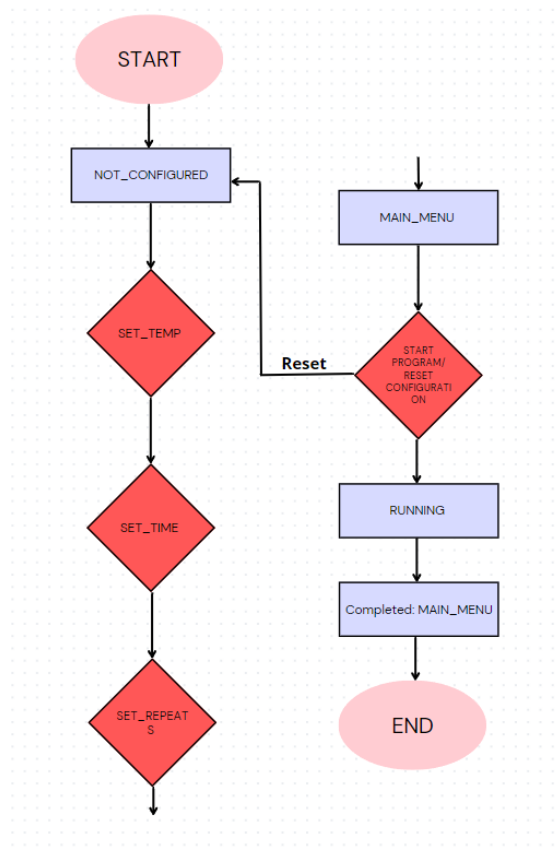 START
NOT_CONFIGURED
SET_TEMP
SET_TIME
SET_REPEAT
S
MAIN_MENU
START
PROGRAM/
RESET
CONFIGURATI
ON
Reset
RUNNING
Completed: MAIN_MENU
END